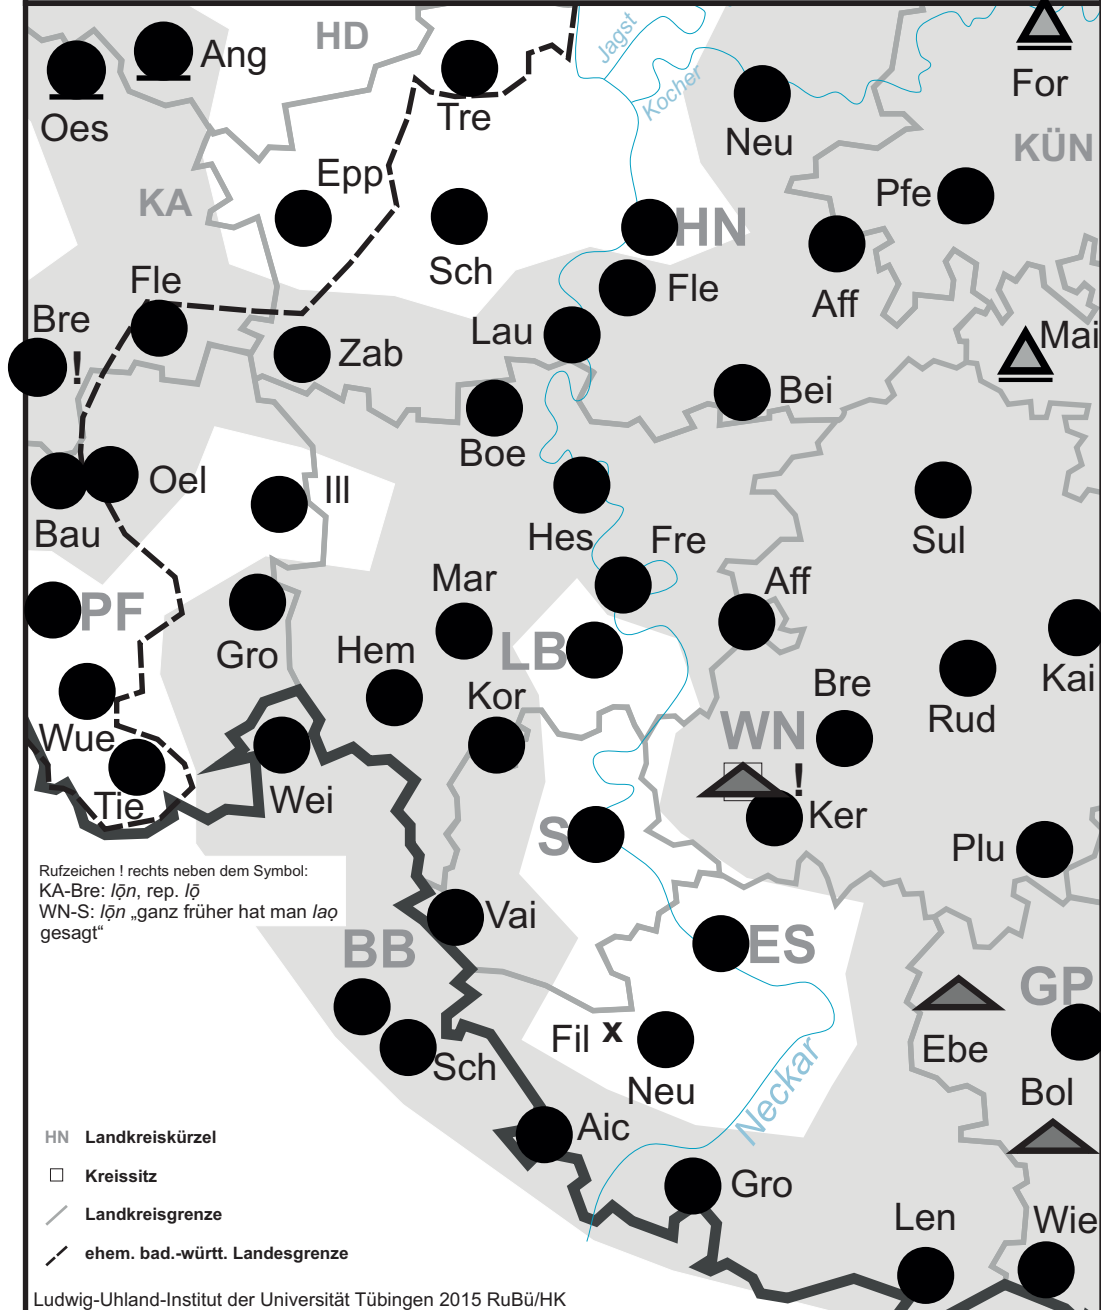 HD
Jagst
Ang
For
Oes
Tre
Kocher
Neu
KÜN
Epp
Pfe
KA
HN
Sch
Fle
Fle
Aff
Bre
!
Lau
Mai
Zab
Bei
Boe
Oel
Ill
Bau
Hes
Fre
Sul
Mar
Aff
PF
Gro
Hem
LB
Kai
Kor
Bre
Rud
Wue
WN
Tie
Wei
!
Ker
S
Plu
Rufzeichen ! rechts neben dem Symbol:
KA-Bre: lọ̄n, rep. lọ̄
WN-S: lọ̄n „ganz früher hat man laọ
gesagt“
Vai
BB
ES
GP
Fil x
Ebe
Sch
Neu
Neckar
Bol
Aic
HN Landkreiskürzel
Kreissitz
Gro
Landkreisgrenze
Len
Wie
ehem. bad.-württ. Landesgrenze
Ludwig-Uhland-Institut der Universität Tübingen 2015 RuBü/HK